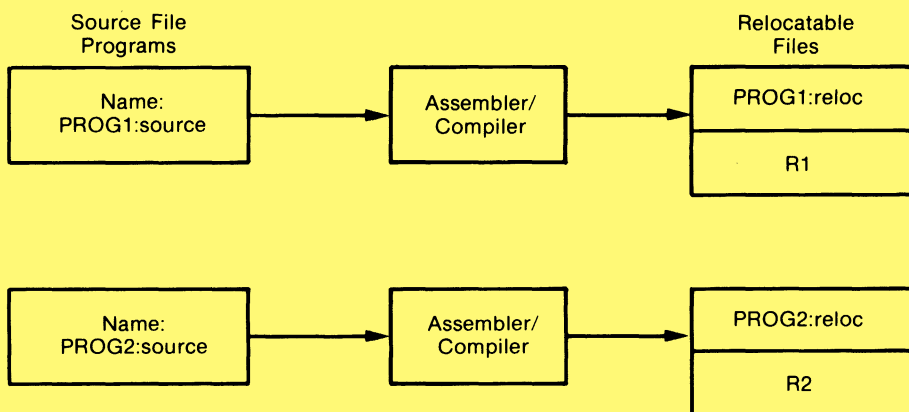 Source File
Programs
Relocatable
Files
Name:
PROG1:source
Assembler/
Compiler
PROG1:reloc
R1
Name:
PROG2:source
Assembler/
Compiler
PROG2:reloc
R2